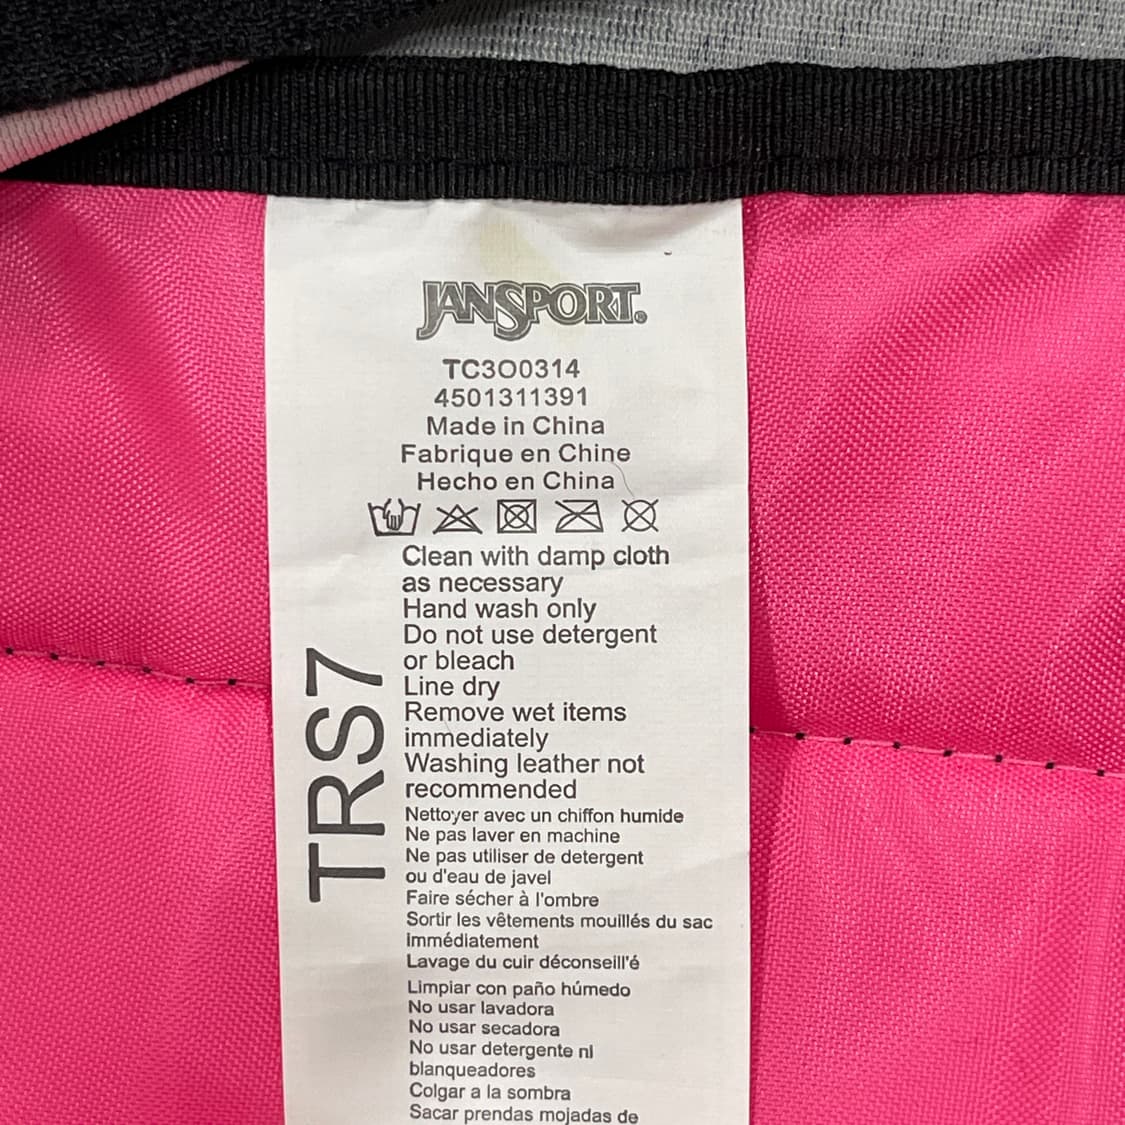 JANSPORT®
TC3O0314
4501311391
Made in China
Fabrique en Chine
Hecho en China
Clean with damp cloth
as necessary
Hand wash only
Do not use detergent
or bleach
Line dry
Remove wet items
immediately
Washing leather not
recommended
TRS7
Nettoyer avec un chiffon humide
Ne pas laver en machine
Ne pas utiliser de detergent
ou d'eau de javel
Faire sécher à l'ombre
Sortir les vêtements mouillés du sac
immédiatement
Lavage du cuir déconseill'é
Limpiar con paño húmedo
No usar lavadora
No usar secadora
No usar detergente nl
blanqueadores
Colgar a la sombra
Sacar prendas mojadas de